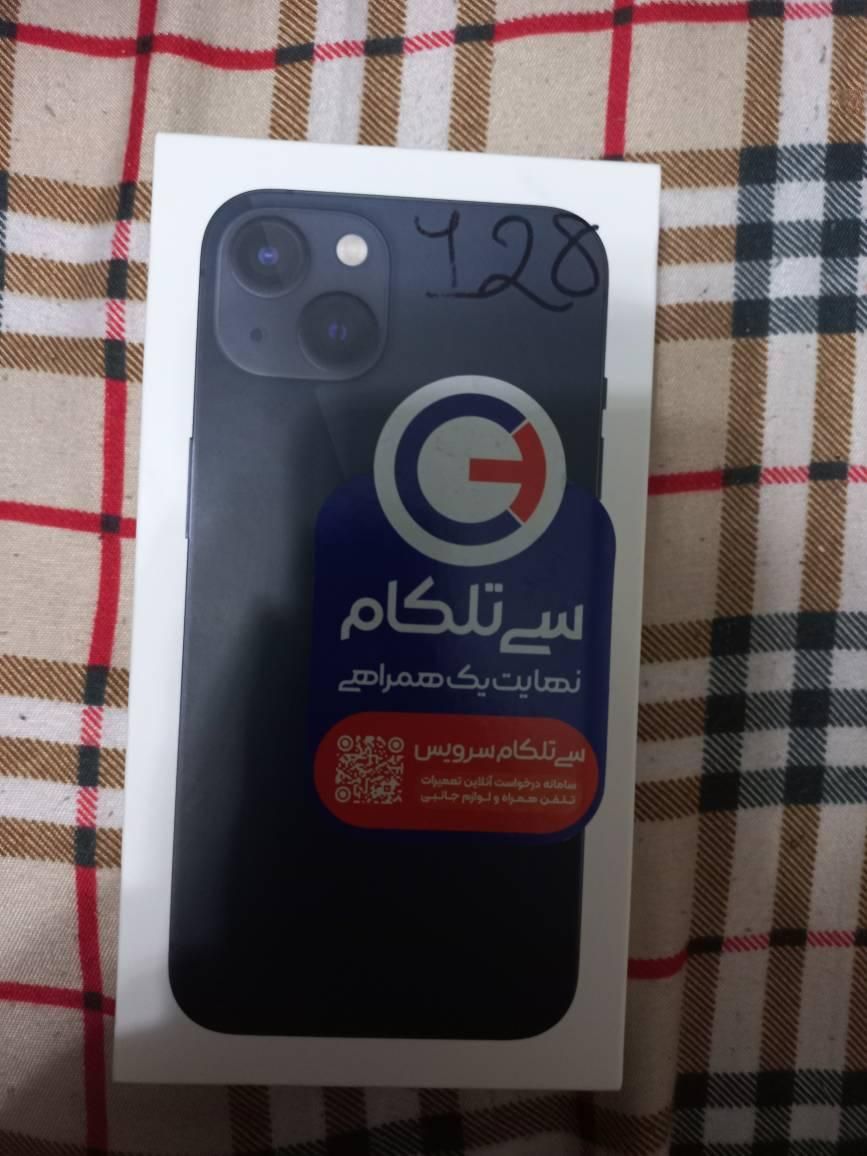 128
سی تلکام
نهایت یک همراهی
سی تلکام سرویس
سامانه درخواست آنلاین تعمیرات
تلفن همراه و لوازم جانبی